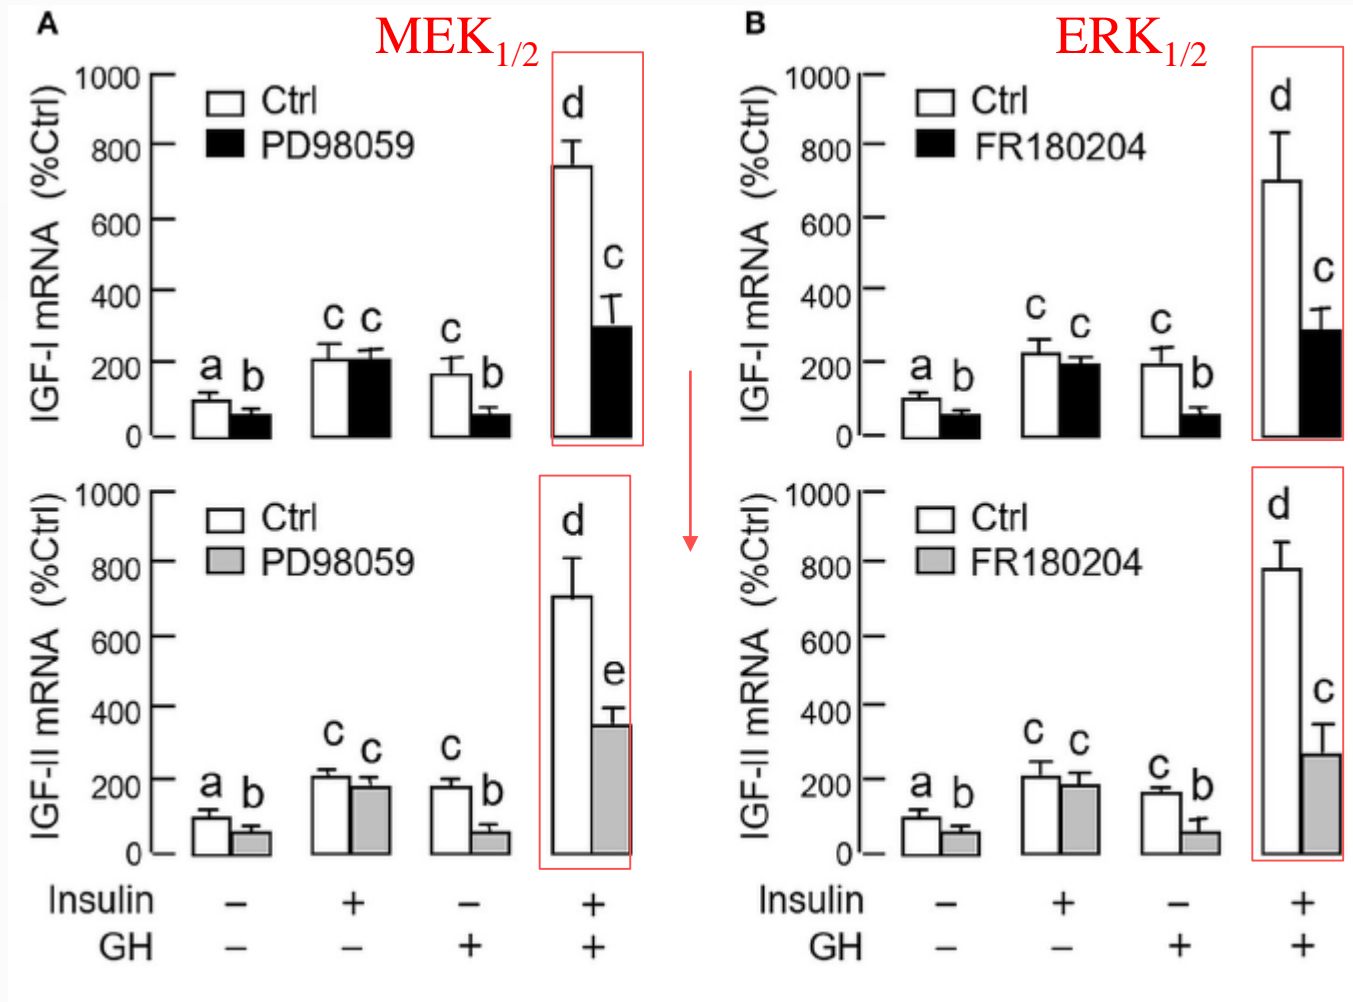 A
MEK1/2
IGF-I mRNA (%Ctrl)
1000
800
600
400
200
0
Ctrl
PD98059
a b c c c b d c
B
ERK1/2
IGF-I mRNA (%Ctrl)
1000
800
600
400
200
0
Ctrl
FR180204
a b c c c b d c
IGF-II mRNA (%Ctrl)
1000
800
600
400
200
0
Ctrl
PD98059
a b c c c b d e
IGF-II mRNA (%Ctrl)
1000
800
600
400
200
0
Ctrl
FR180204
a b c c c b d c
Insulin – + – +
GH – – + +
Insulin – + – +
GH – – + +